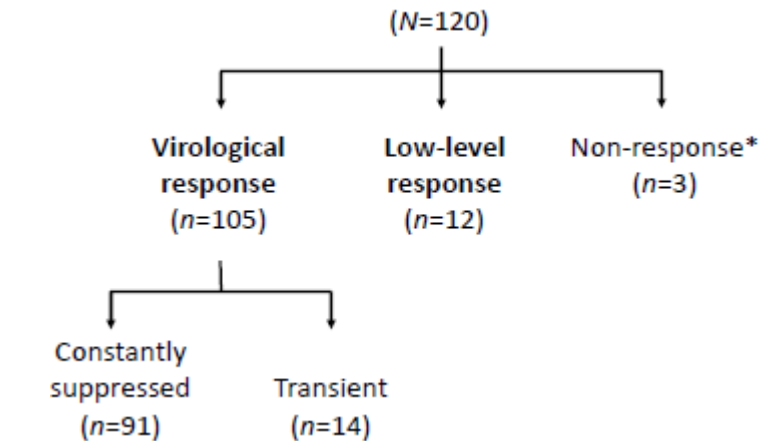 (N=120)
Virological
response
(n=105)
Low-level
response
(n=12)
Non-response*
(n=3)
Constantly
suppressed
(n=91)
Transient
(n=14)